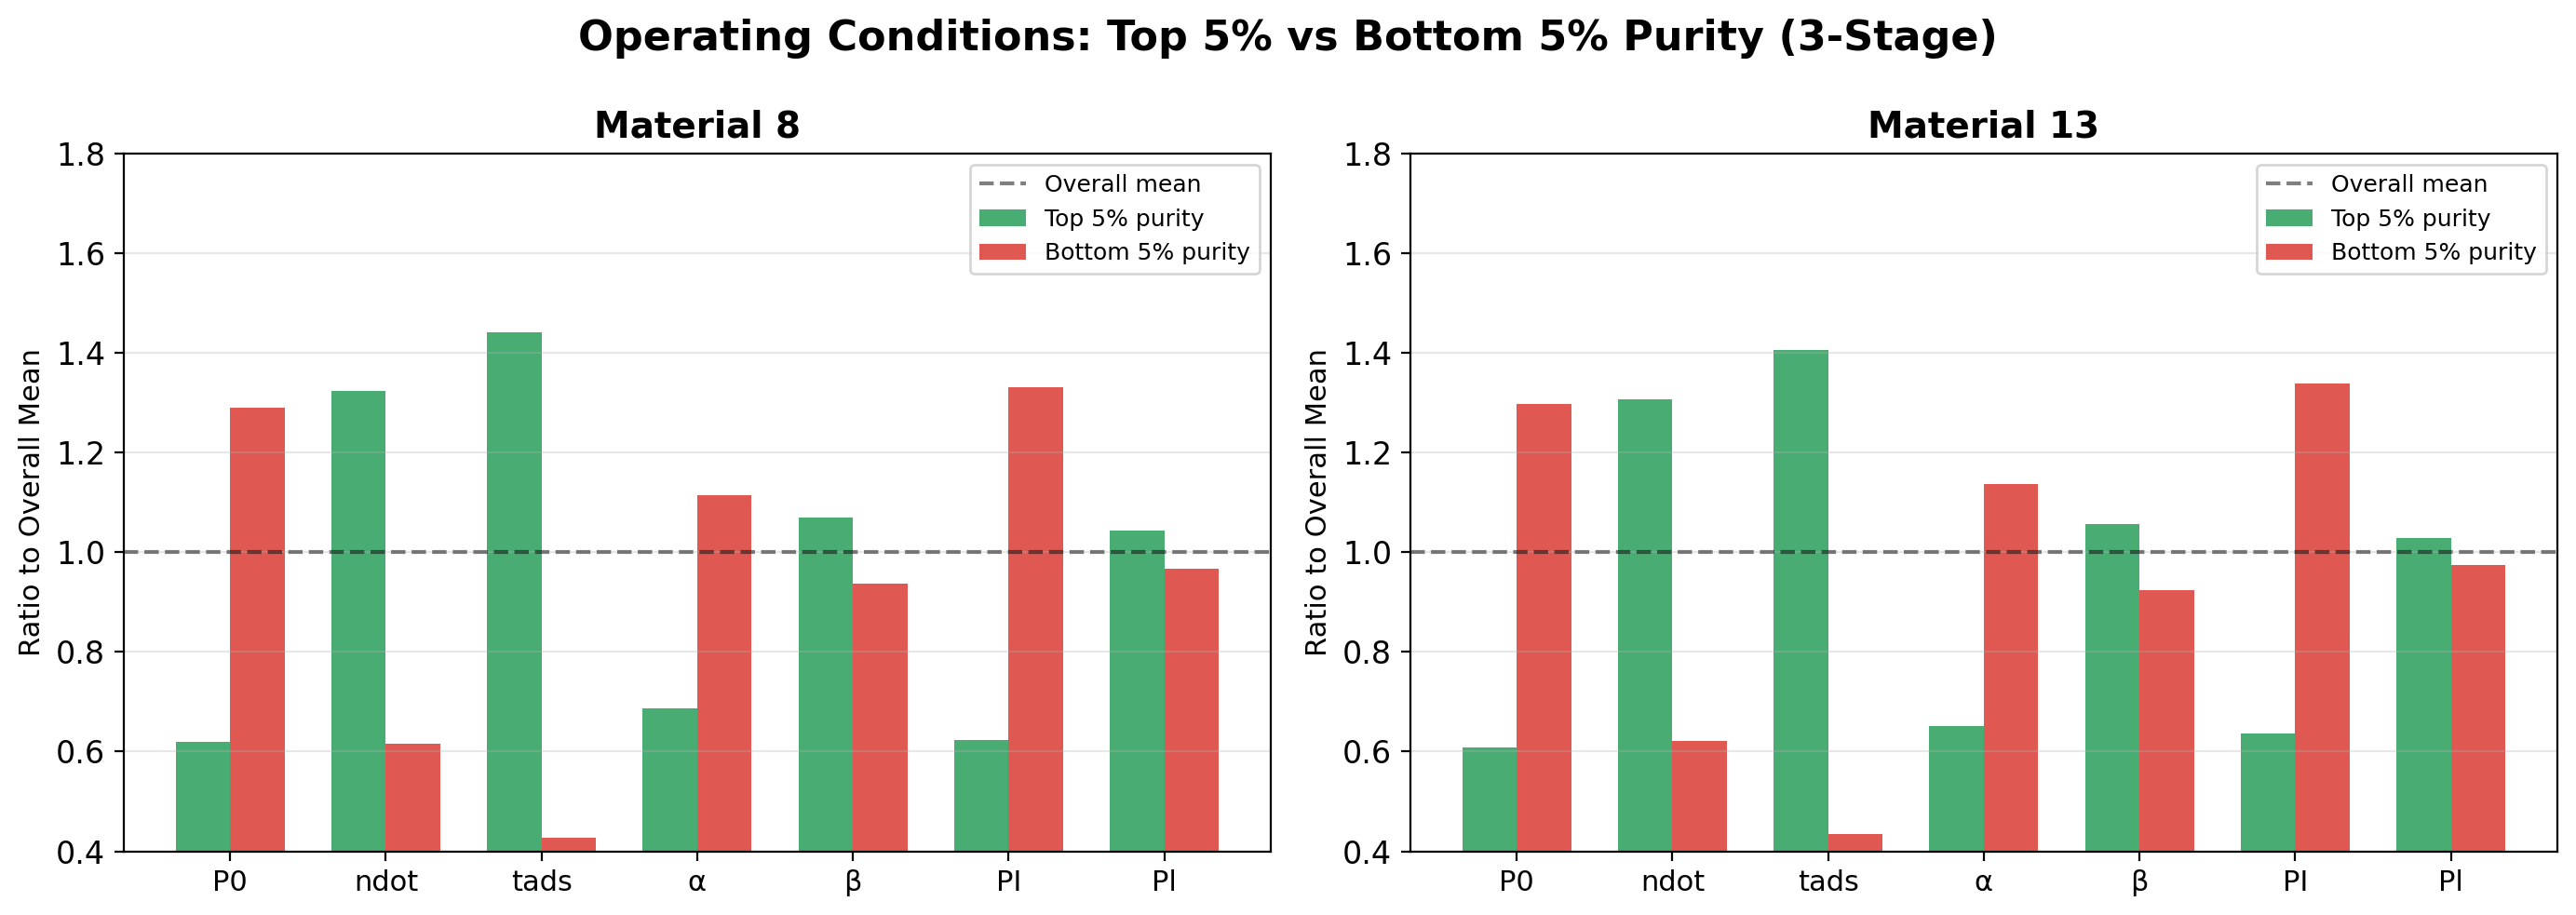 Operating Conditions: Top 5% vs Bottom 5% Purity (3-Stage)
Material 8
Ratio to Overall Mean
1.8
1.6
1.4
1.2
1.0
0.8
0.6
0.4
Overall mean
Top 5% purity
Bottom 5% purity
P0 ndot tads α β PI PI
Material 13
Ratio to Overall Mean
1.8
1.6
1.4
1.2
1.0
0.8
0.6
0.4
Overall mean
Top 5% purity
Bottom 5% purity
P0 ndot tads α β PI PI